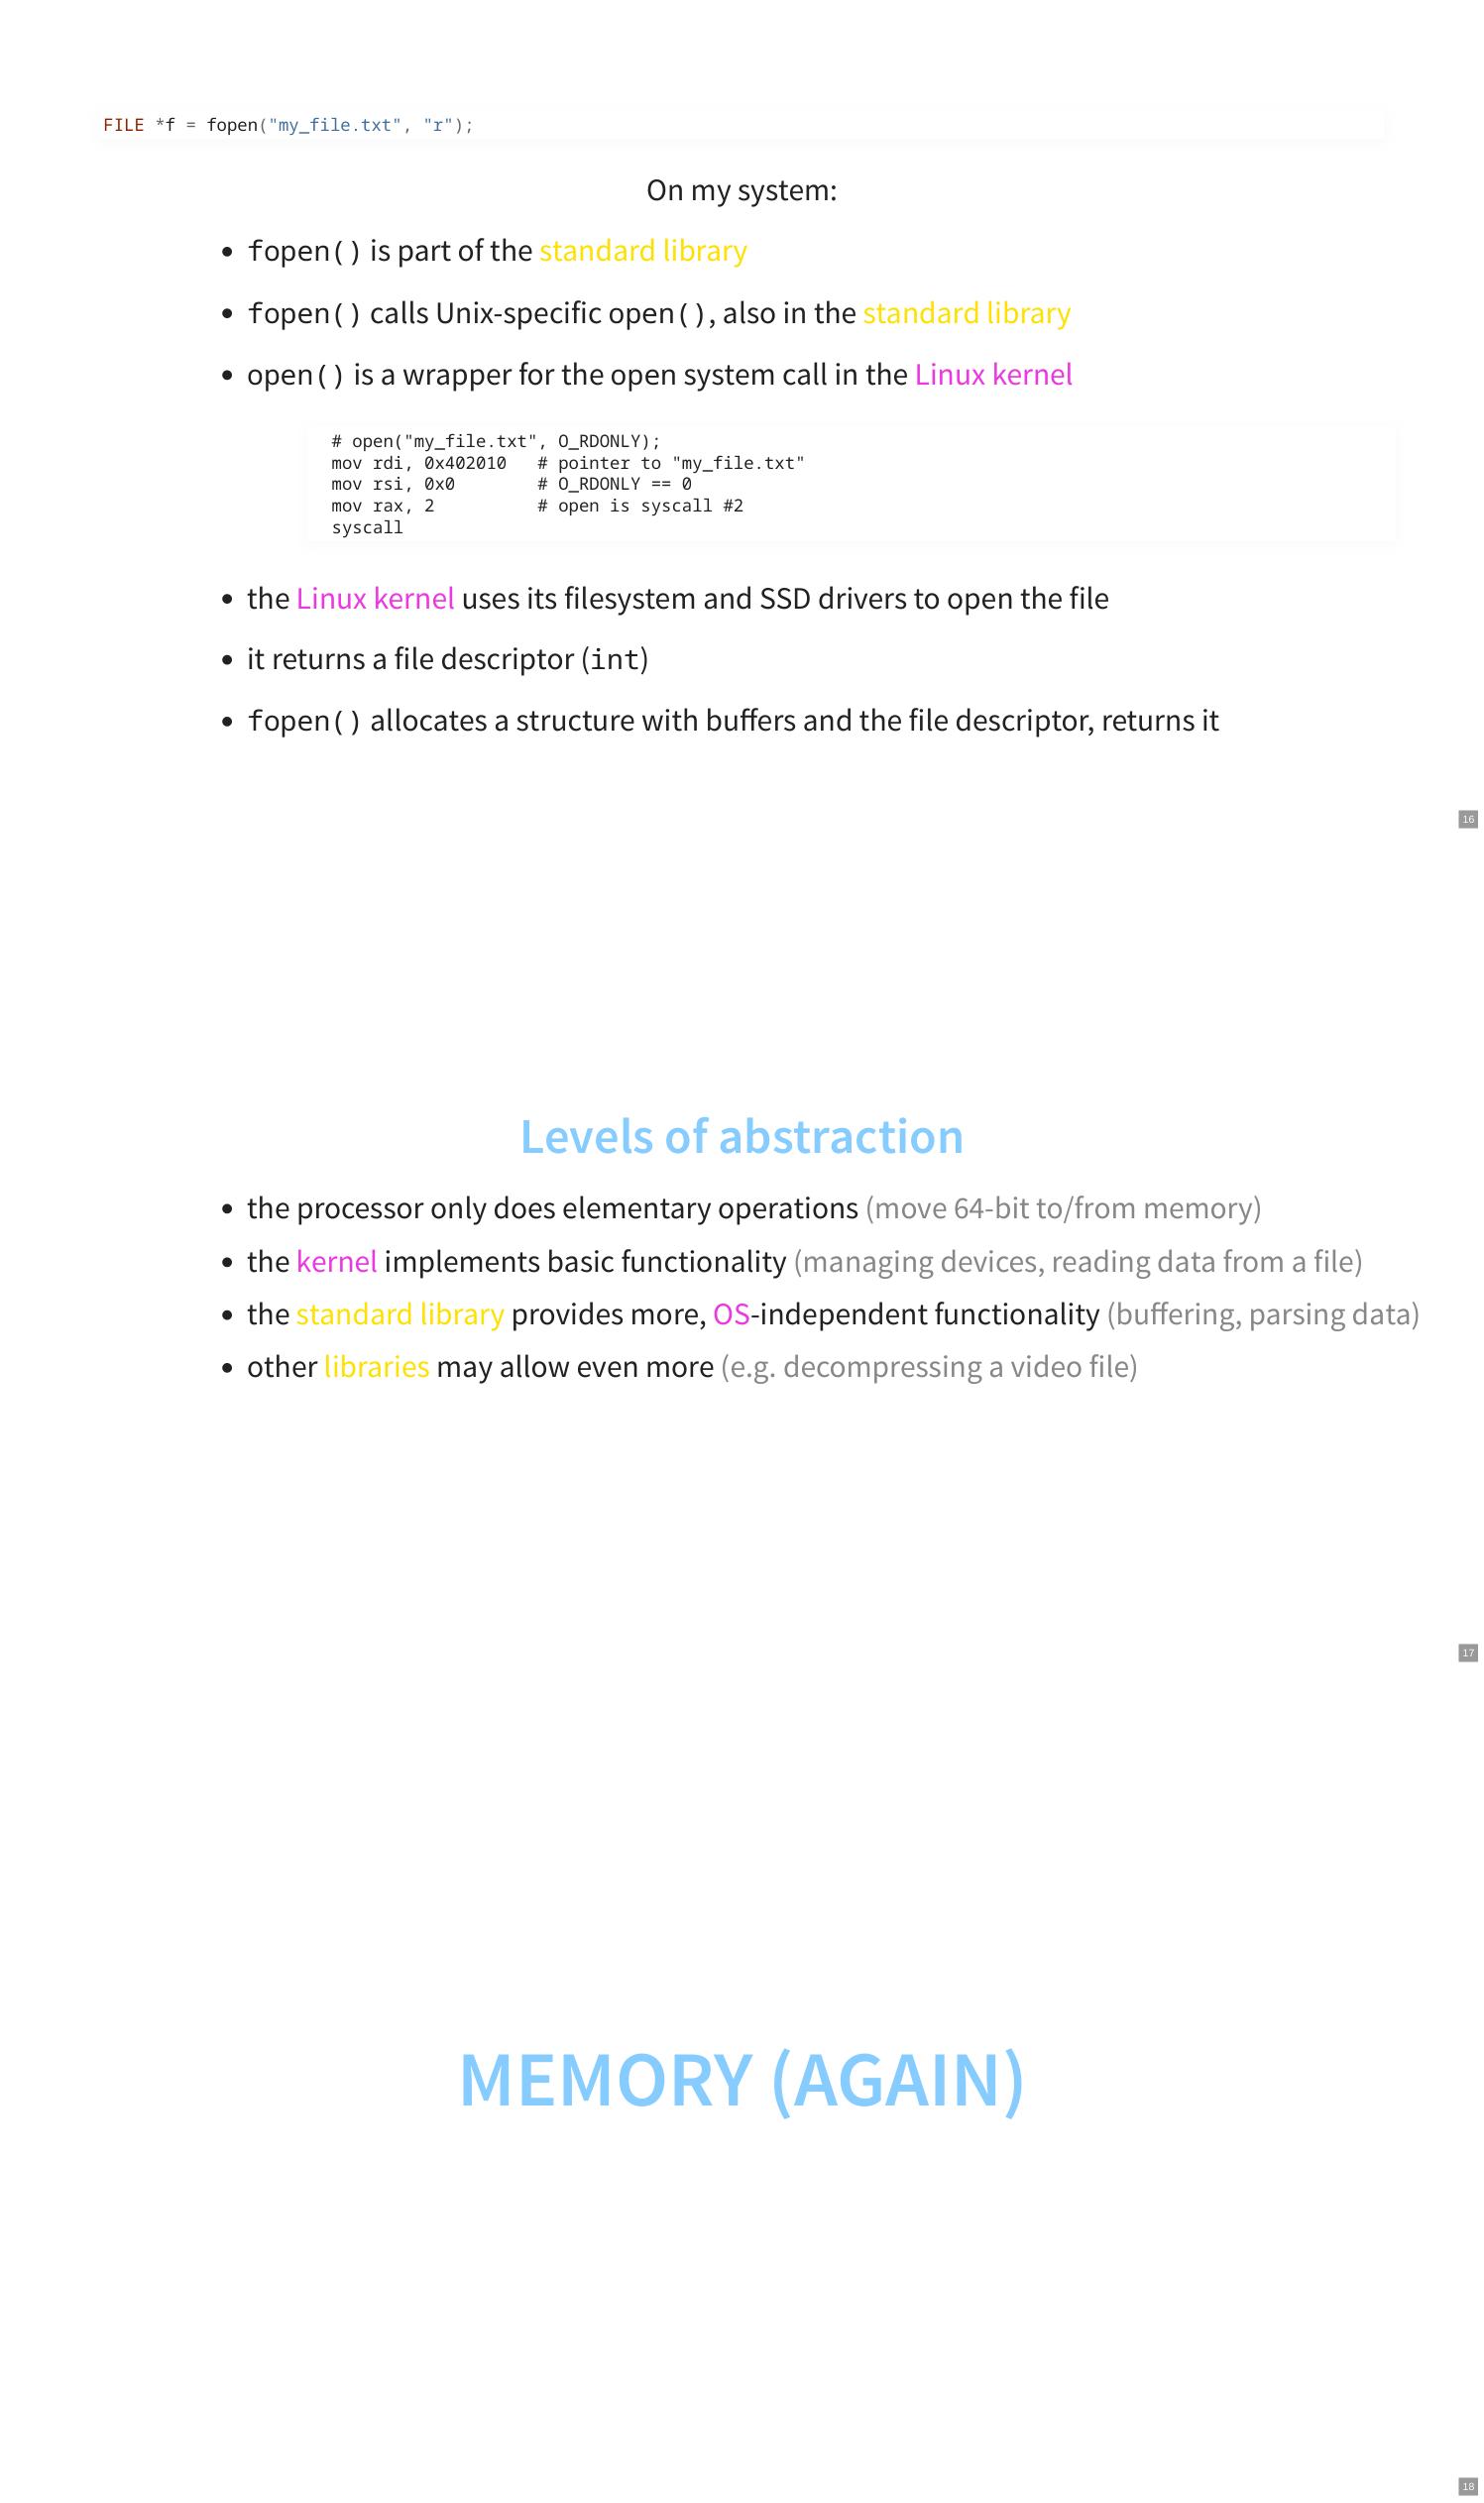 FILE *f = fopen("my_file.txt", "r");
On my system:
• fopen() is part of the standard library
• fopen() calls Unix-specific open(), also in the standard library
• open() is a wrapper for the open system call in the Linux kernel
# open("my_file.txt", O_RDONLY);
mov rdi, 0x402010   # pointer to "my_file.txt"
mov rsi, 0x0        # O_RDONLY == 0
mov rax, 2          # open is syscall #2
syscall
• the Linux kernel uses its filesystem and SSD drivers to open the file
• it returns a file descriptor (int)
• fopen() allocates a structure with buffers and the file descriptor, returns it
16
Levels of abstraction
• the processor only does elementary operations (move 64-bit to/from memory)
• the kernel implements basic functionality (managing devices, reading data from a file)
• the standard library provides more, OS-independent functionality (buffering, parsing data)
• other libraries may allow even more (e.g. decompressing a video file)
17
MEMORY (AGAIN)
18